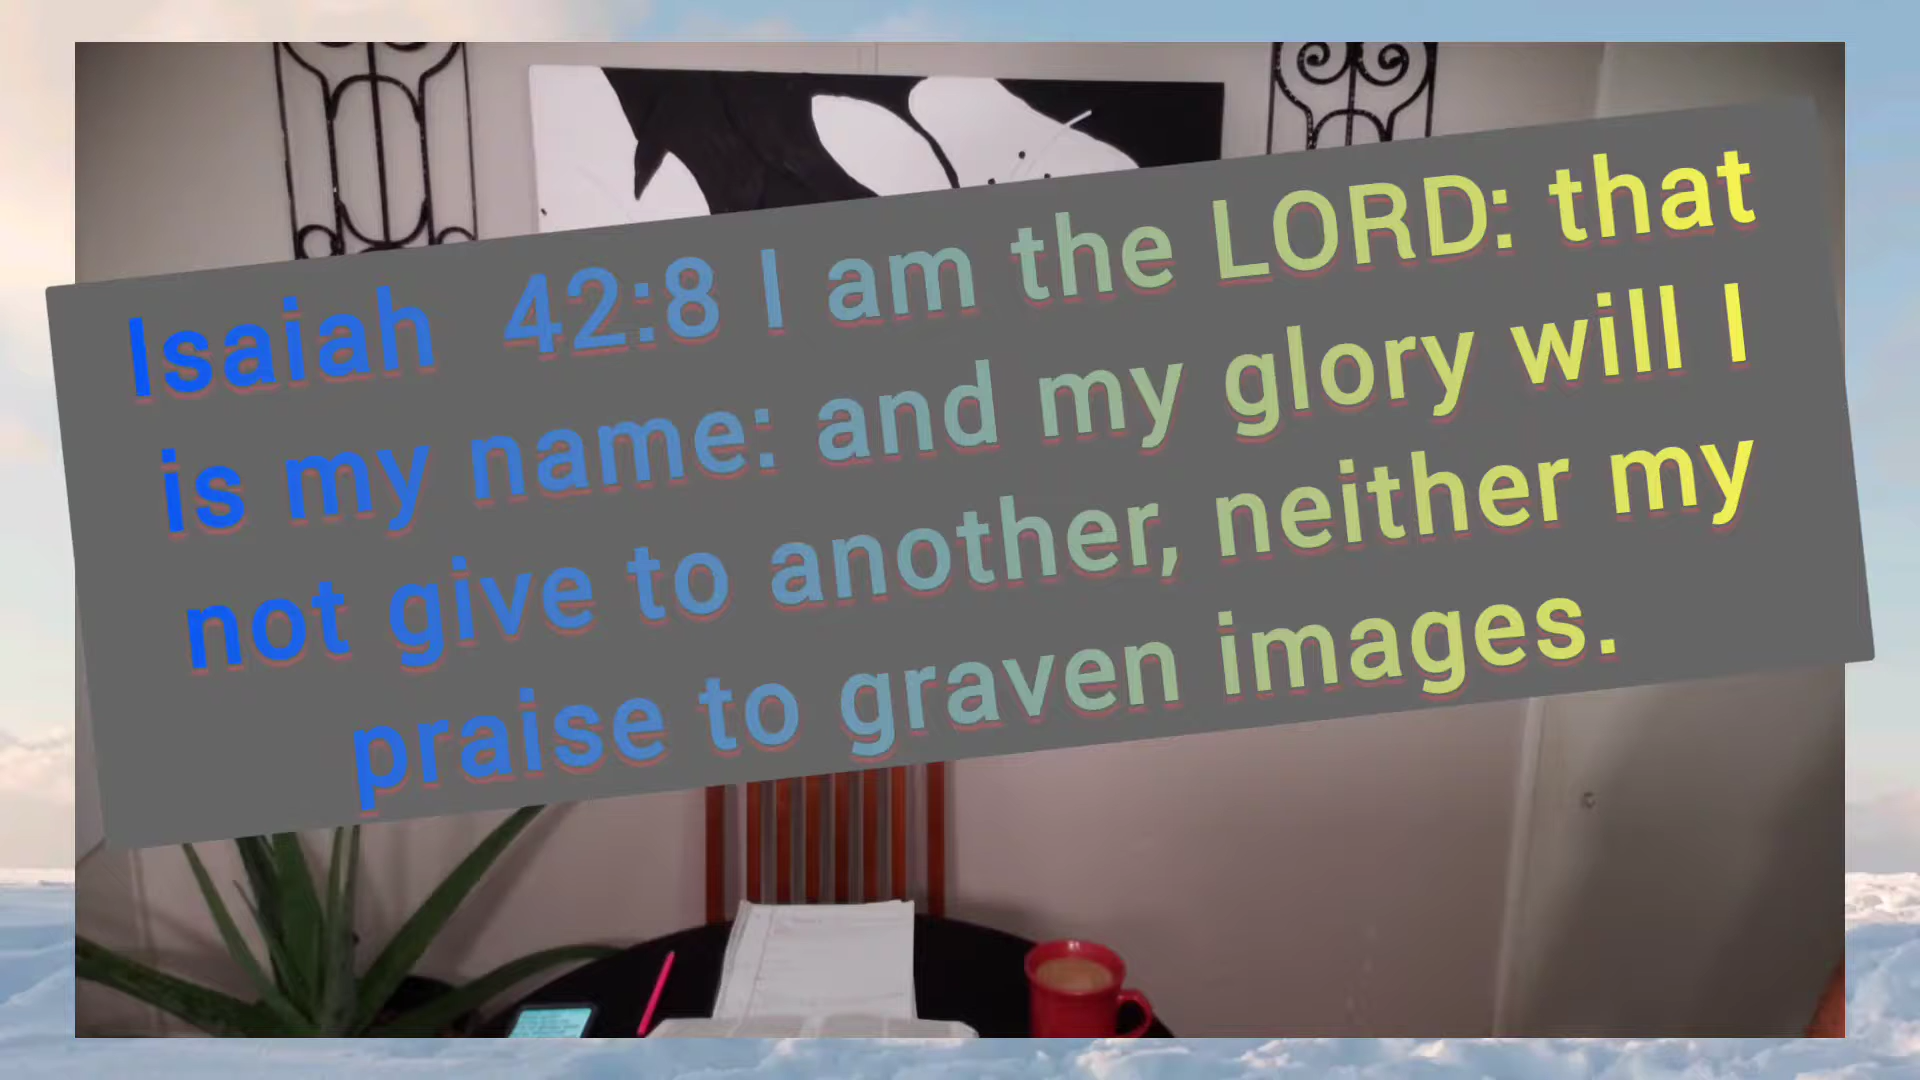 Isaiah  42:8 I am the LORD: that
is my name: and my glory will I
not give to another, neither my
praise to graven images.